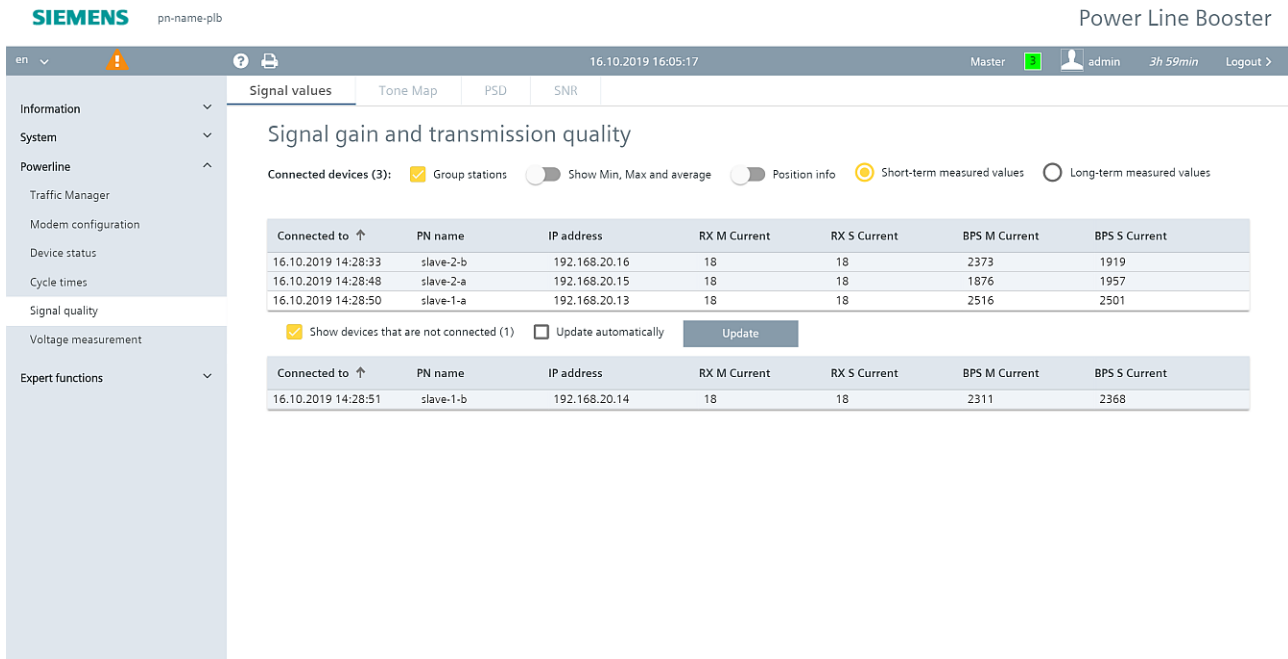 SIEMENS pn-name-plb Power Line Booster
en 16.10.2019 16:05:17 Master 3 admin 3h 59min Logout >
Information
System
Powerline
Traffic Manager
Modem configuration
Device status
Cycle times
Signal quality
Voltage measurement
Expert functions
Signal values Tone Map PSD SNR
Signal gain and transmission quality
Connected devices (3): Group stations Show Min, Max and average Position info Short-term measured values Long-term measured values
Connected to ↑ PN name IP address RX M Current RX S Current BPS M Current BPS S Current
16.10.2019 14:28:33 slave-2-b 192.168.20.16 18 18 2373 1919
16.10.2019 14:28:48 slave-2-a 192.168.20.15 18 18 1876 1957
16.10.2019 14:28:50 slave-1-a 192.168.20.13 18 18 2516 2501
Show devices that are not connected (1) Update automatically Update
Connected to ↑ PN name IP address RX M Current RX S Current BPS M Current BPS S Current
16.10.2019 14:28:51 slave-1-b 192.168.20.14 18 18 2311 2368